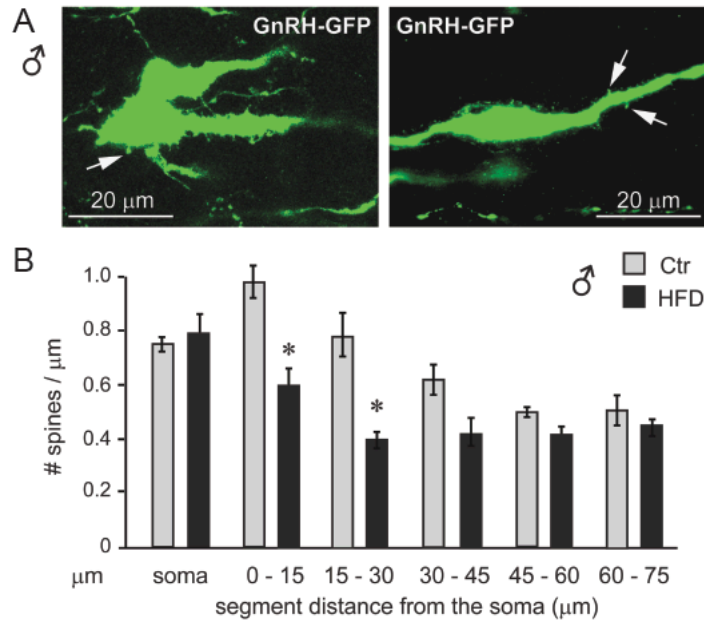 A
♂
GnRH-GFP
GnRH-GFP
20 μm
20 μm
B
♂
Ctr
HFD
# spines / μm
1.0
0.8
0.6
0.4
0.2
0
*
*
μm
soma
0 - 15
15 - 30
30 - 45
45 - 60
60 - 75
segment distance from the soma (μm)